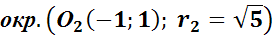 окр. (O₂(−1; 1); r₂ = √5)